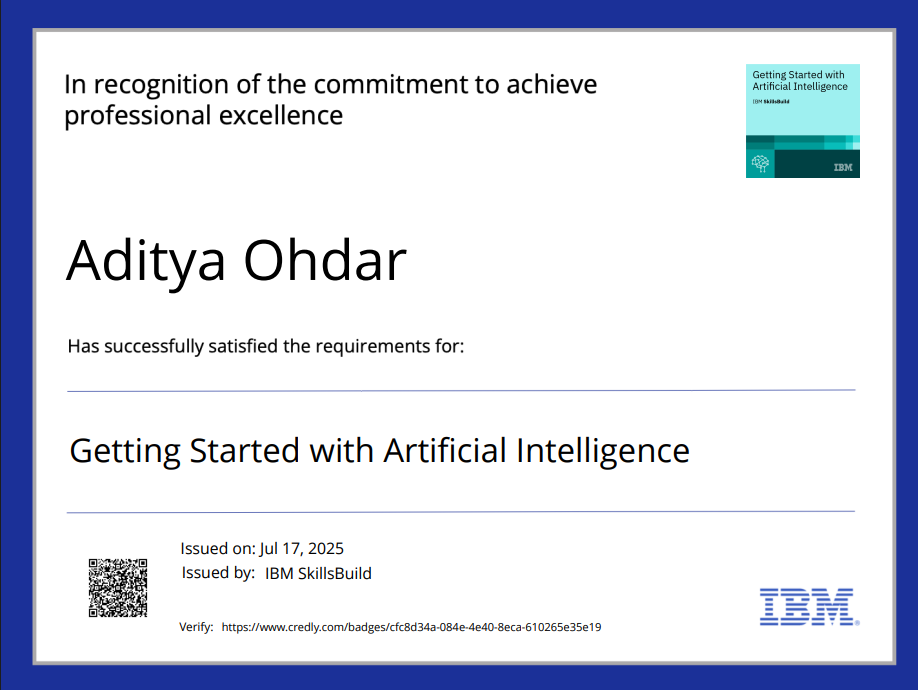 In recognition of the commitment to achieve
professional excellence
Getting Started with
Artificial Intelligence
IBM SkillsBuild
IBM
Aditya Ohdar
Has successfully satisfied the requirements for:
Getting Started with Artificial Intelligence
Issued on: Jul 17, 2025
Issued by: IBM SkillsBuild
Verify: https://www.credly.com/badges/cfc8d34a-084e-4e40-8eca-610265e35e19
IBM®